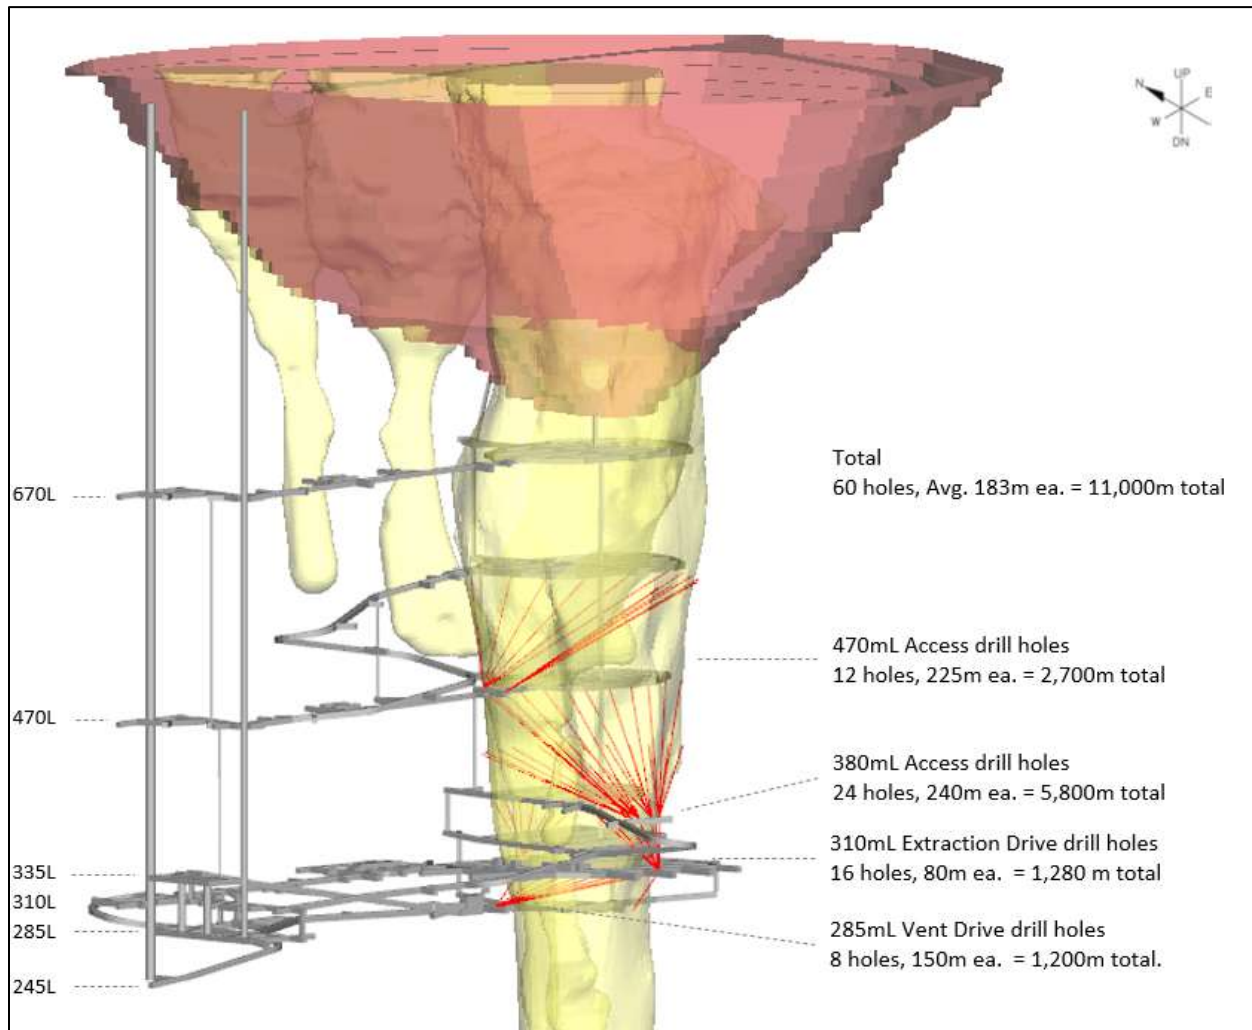 UP
N
E
W
DN
Total
60 holes, Avg. 183m ea. = 11,000m total
670L
470mL Access drill holes
12 holes, 225m ea. = 2,700m total
470L
380mL Access drill holes
24 holes, 240m ea. = 5,800m total
310mL Extraction Drive drill holes
16 holes, 80m ea.  = 1,280 m total
335L
310L
285L
285mL Vent Drive drill holes
8 holes, 150m ea.  = 1,200m total.
245L